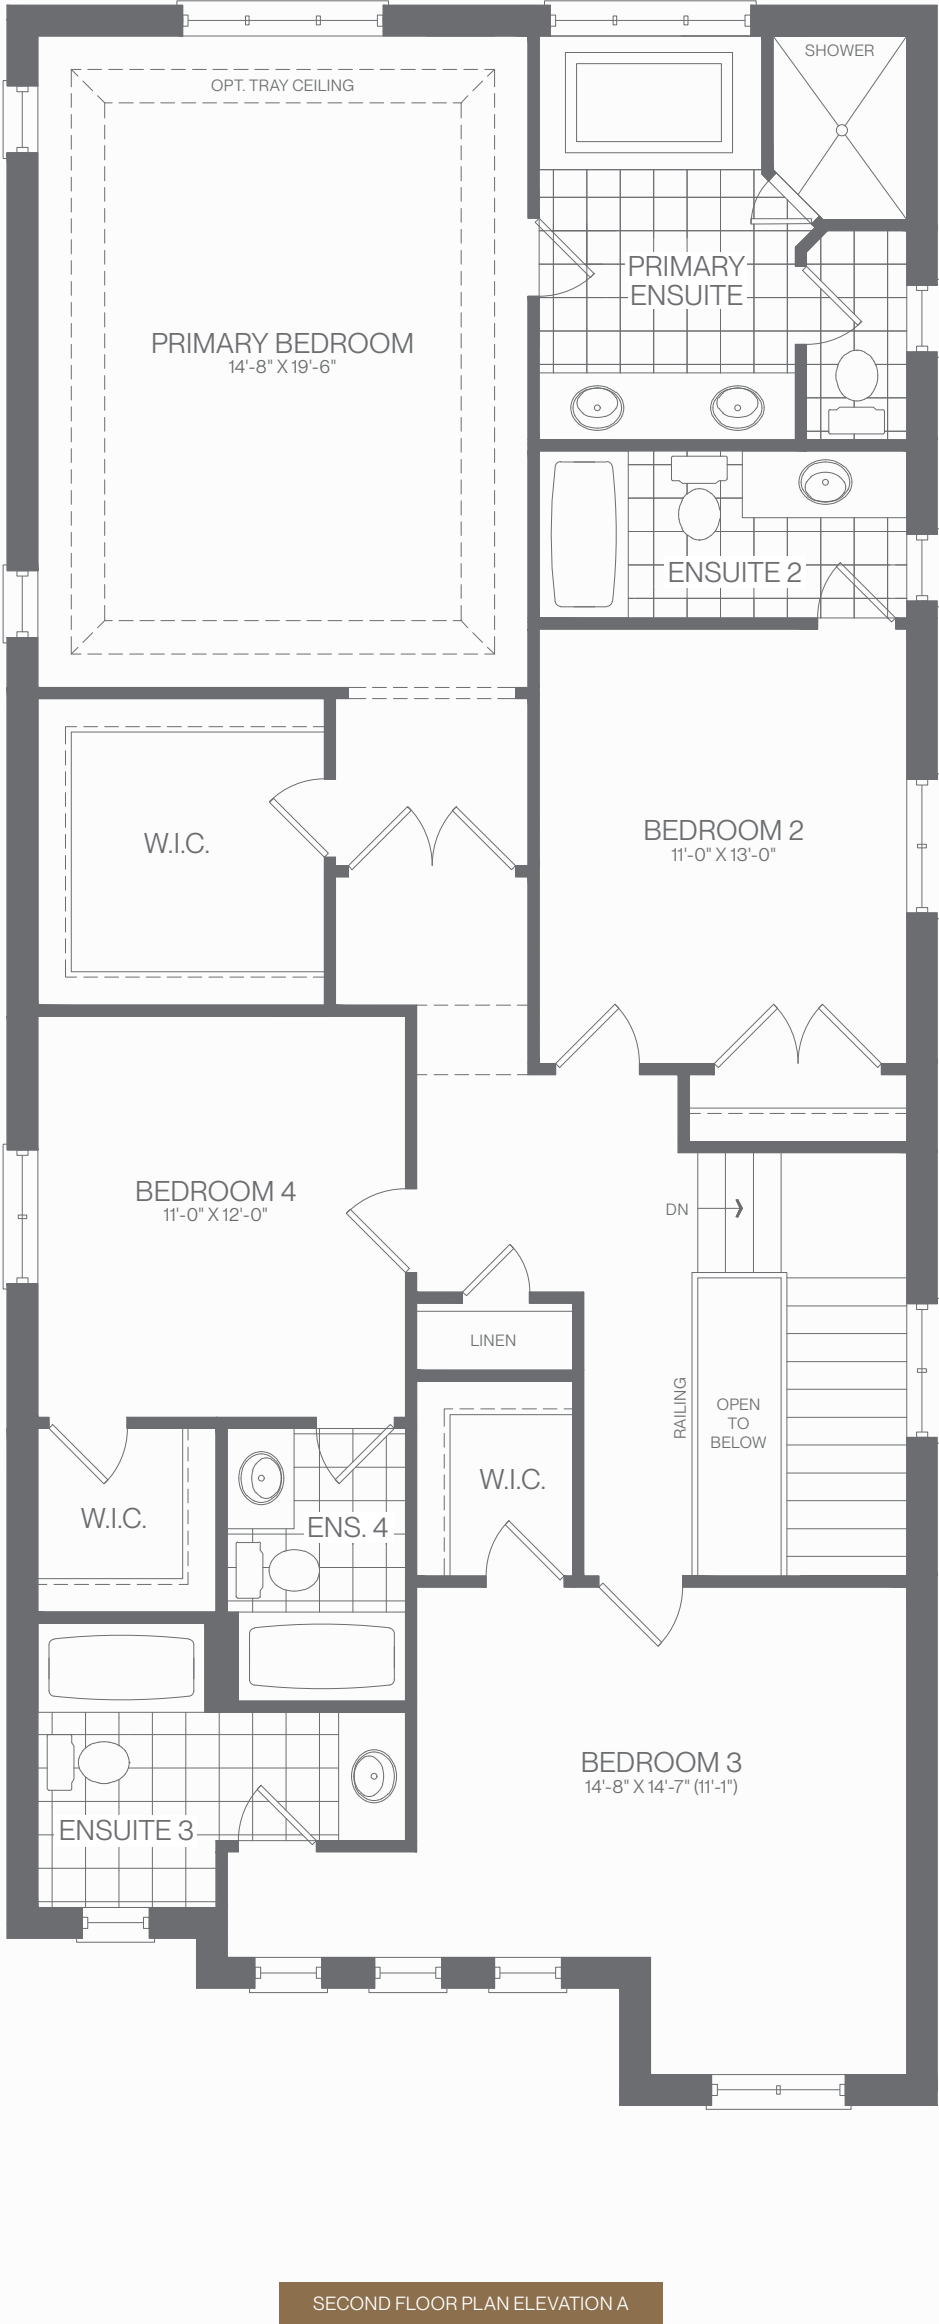 SHOWER
OPT. TRAY CEILING
PRIMARY
ENSUITE
PRIMARY BEDROOM
14'-8" X 19'-6"
ENSUITE 2
BEDROOM 2
11'-0" X 13'-0"
W.I.C.
BEDROOM 4
11'-0" X 12'-0"
DN
LINEN
RAILING
OPEN
TO
BELOW
W.I.C.
W.I.C.
ENS. 4
BEDROOM 3
14'-8" X 14'-7" (11'-1")
ENSUITE 3
SECOND FLOOR PLAN ELEVATION A